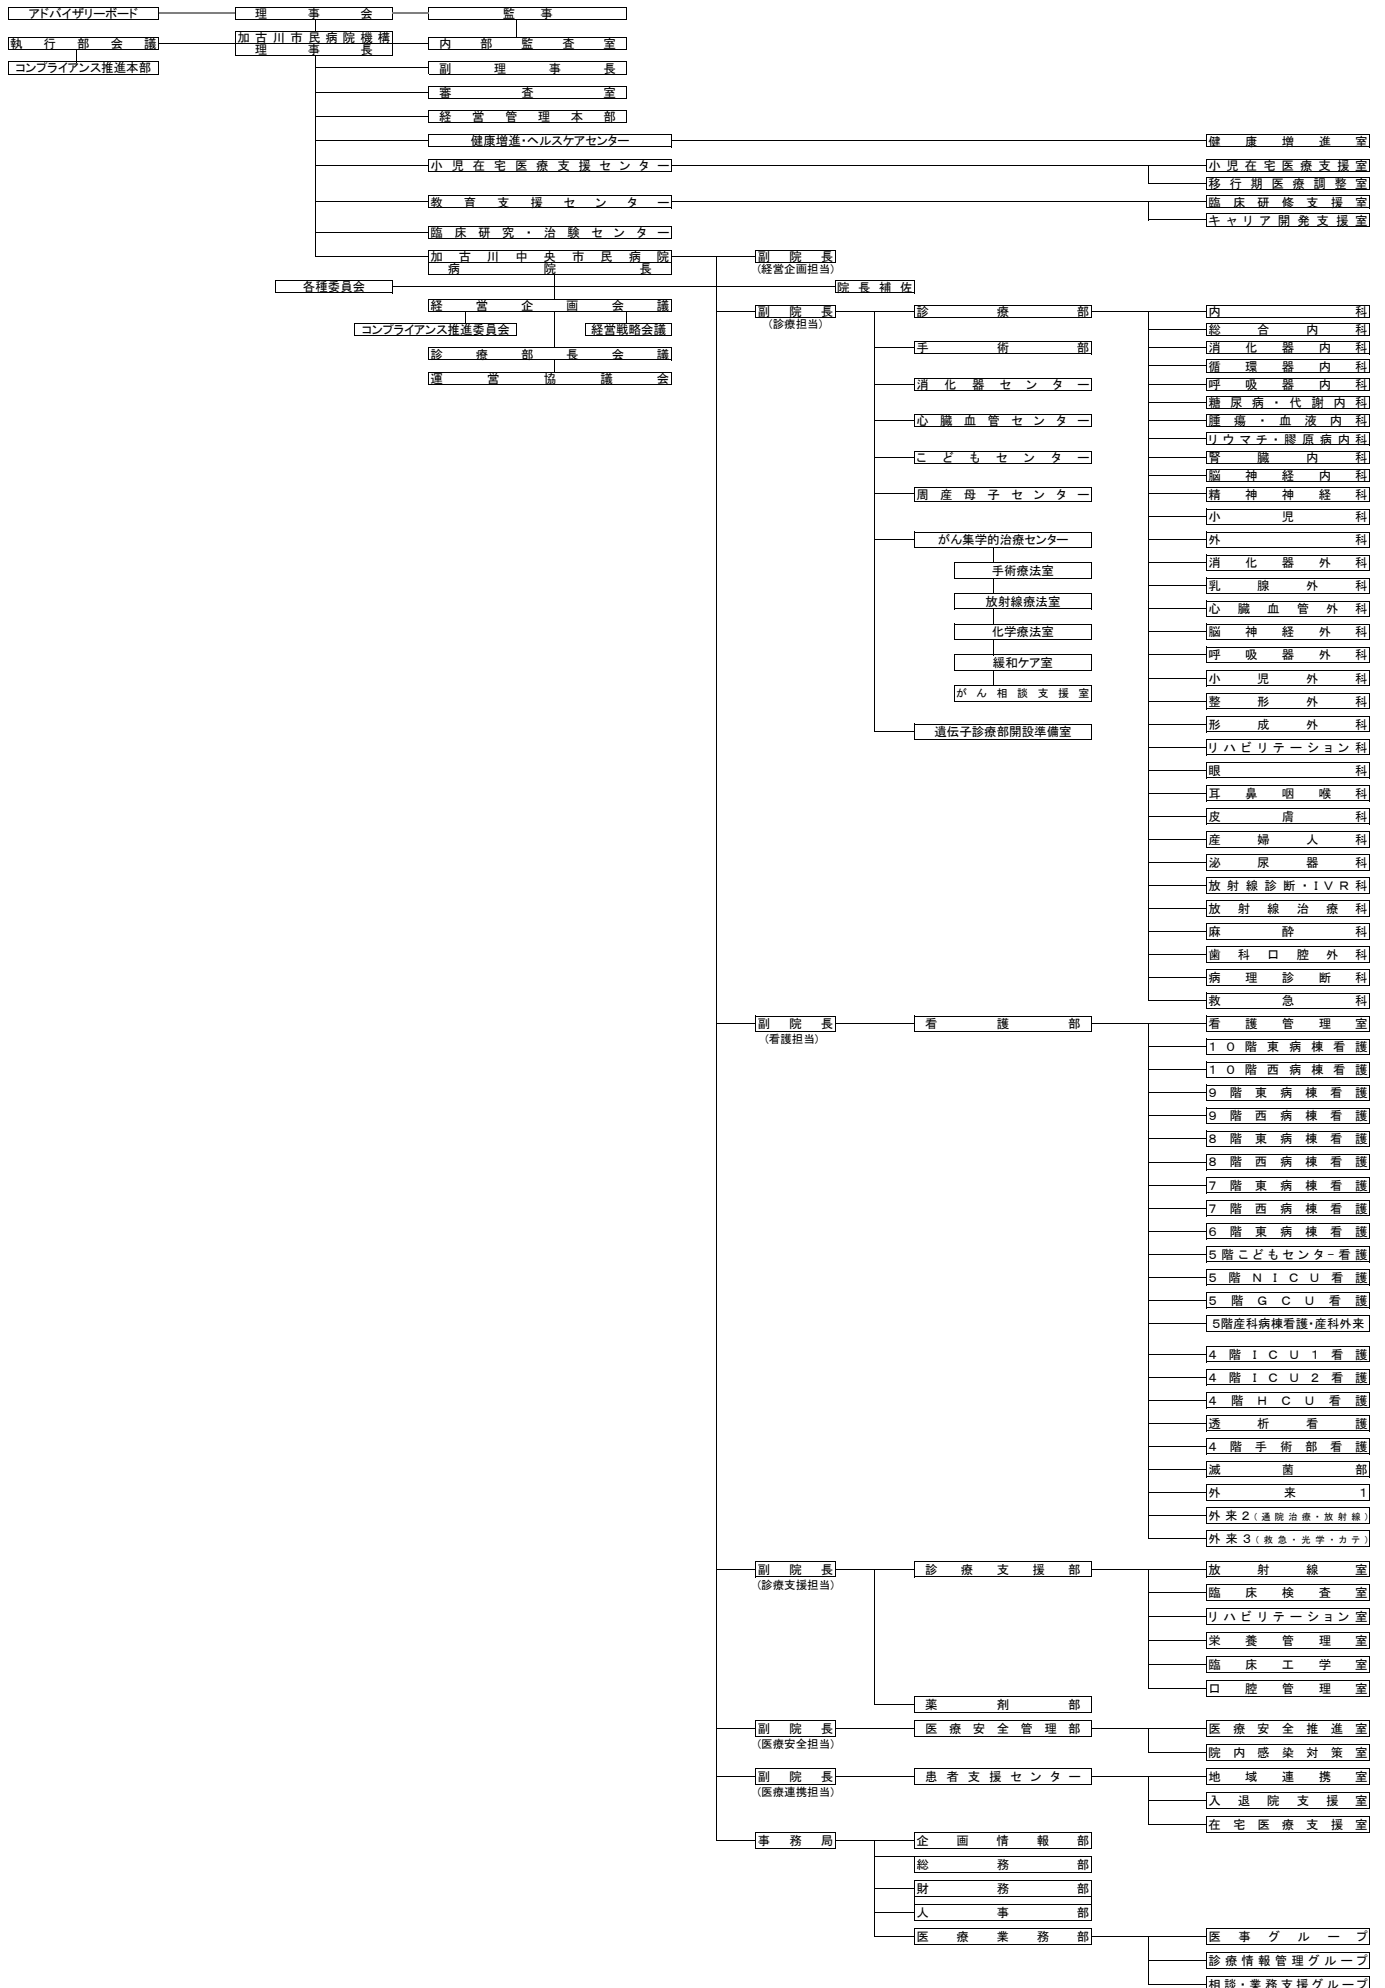 アドバイザリーボード
理事会
監事
執行部会議
加古川市民病院機構
理事長
内部監査室
コンプライアンス推進本部
副理事長
審査室
経営管理本部
健康増進・ヘルスケアセンター
健康増進室
小児在宅医療支援センター
小児在宅医療支援室
移行期医療調整室
教育支援センター
臨床研修支援室
キャリア開発支援室
臨床研究・治験センター
加古川中央市民病院
病院長
副院長
(経営企画担当)
各種委員会
院長補佐
経営企画会議
コンプライアンス推進委員会
経営戦略会議
診療部長会議
運営協議会
副院長
(診療担当)
診療部
手術部
消化器センター
心臓血管センター
こどもセンター
周産母子センター
がん集学的治療センター
手術療法室
放射線療法室
化学療法室
緩和ケア室
がん相談支援室
遺伝子診療部開設準備室
内科
総合内科
消化器内科
循環器内科
呼吸器内科
糖尿病・代謝内科
腫瘍・血液内科
リウマチ・膠原病内科
腎臓内科
脳神経内科
精神神経科
小児科
外科
消化器外科
乳腺外科
心臓血管外科
脳神経外科
呼吸器外科
小児外科
整形外科
形成外科
リハビリテーション科
眼科
耳鼻咽喉科
皮膚科
産婦人科
泌尿器科
放射線診断・IVR科
放射線治療科
麻酔科
歯科口腔外科
病理診断科
救急科
副院長
(看護担当)
看護部
看護管理室
10階東病棟看護
10階西病棟看護
9階東病棟看護
9階西病棟看護
8階東病棟看護
8階西病棟看護
7階東病棟看護
7階西病棟看護
6階東病棟看護
5階こどもセンター看護
5階NICU看護
5階GCU看護
5階産科病棟看護・産科外来
4階ICU1看護
4階ICU2看護
4階HCU看護
透析看護
4階手術部看護
滅菌部
外来1
外来2(通院治療・放射線)
外来3(救急・光学・カテ)
副院長
(診療支援担当)
診療支援部
放射線室
臨床検査室
リハビリテーション室
栄養管理室
臨床工学室
口腔管理室
薬剤部
副院長
(医療安全担当)
医療安全管理部
医療安全推進室
院内感染対策室
副院長
(医療連携担当)
患者支援センター
地域連携室
入退院支援室
在宅医療支援室
事務局
企画情報部
総務部
財務部
人事部
医療業務部
医事グループ
診療情報管理グループ
相談・業務支援グループ